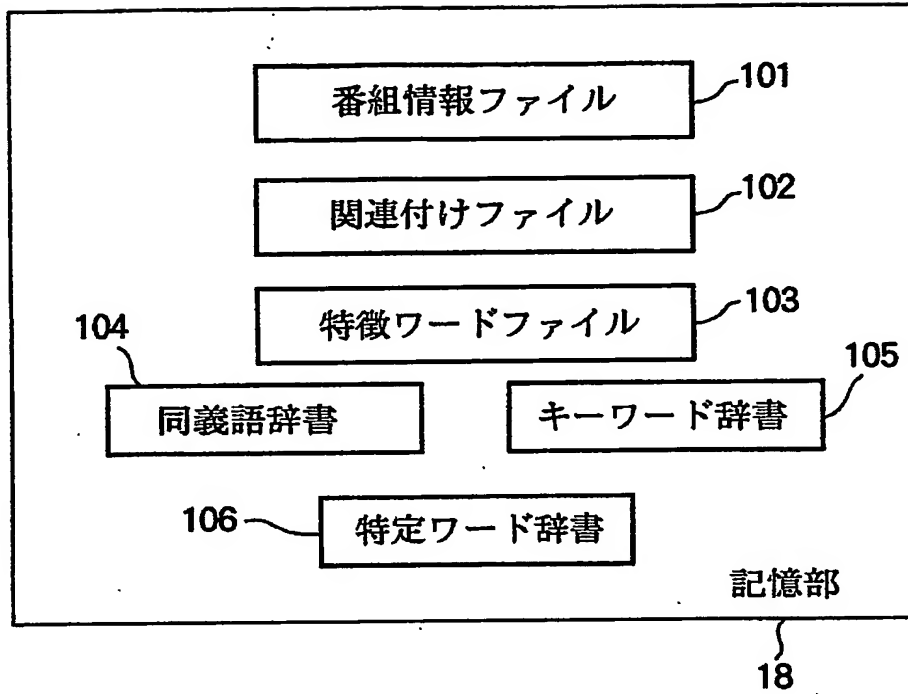 番組情報ファイル
101
関連付けファイル
102
特徴ワードファイル
103
104
同義語辞書
キーワード辞書
105
106
特定ワード辞書
記憶部
18